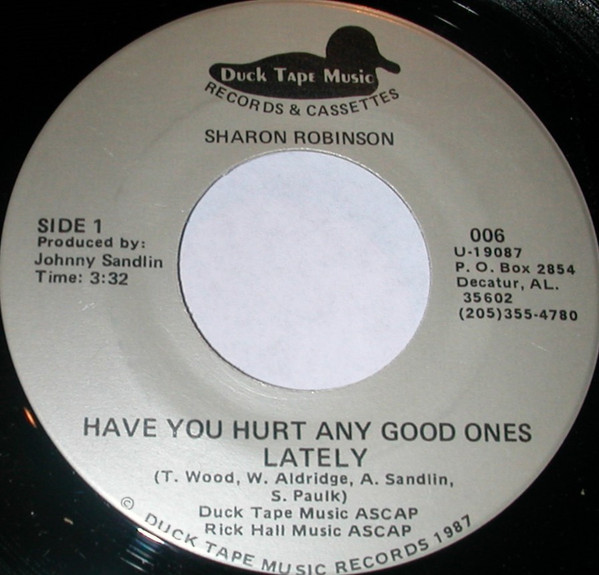 Duck Tape Music
RECORDS & CASSETTES
SHARON ROBINSON
SIDE 1
Produced by:
Johnny Sandlin
Time: 3:32
006
U-19087
P. O. Box 2854
Decatur, AL.
35602
(205)355-4780
HAVE YOU HURT ANY GOOD ONES
LATELY
(T. Wood, W. Aldridge, A. Sandlin,
S. Paulk)
Duck Tape Music ASCAP
Rick Hall Music ASCAP
© DUCK TAPE MUSIC RECORDS 1987